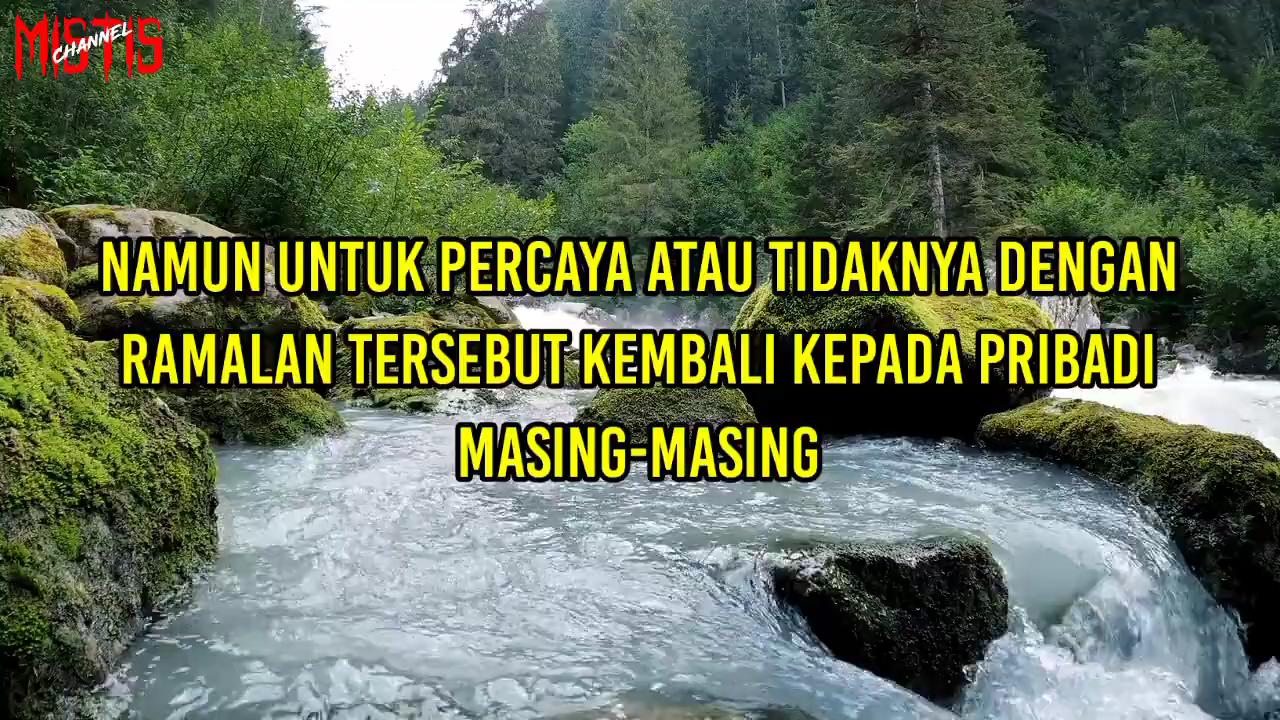 MISTIS
CHANNEL
NAMUN UNTUK PERCAYA ATAU TIDAKNYA DENGAN
RAMALAN TERSEBUT KEMBALI KEPADA PRIBADI
MASING-MASING